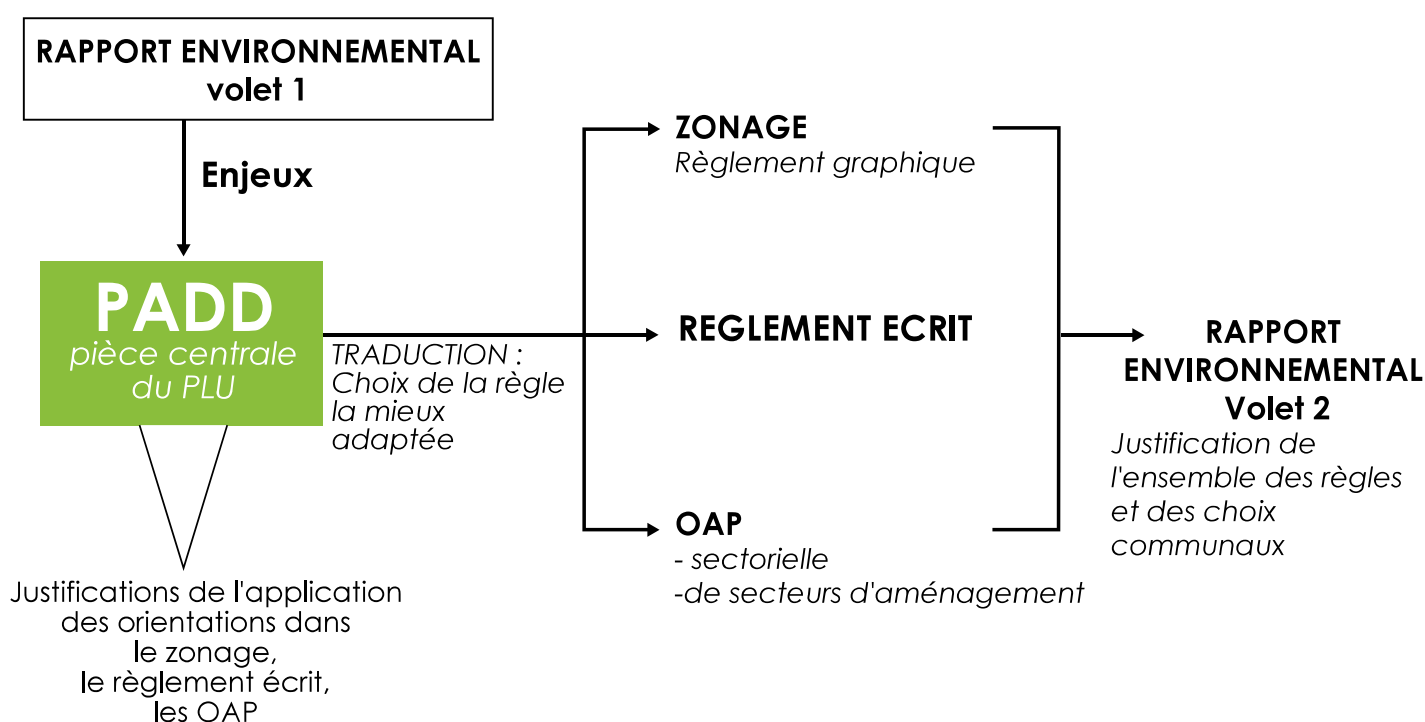 RAPPORT ENVIRONNEMENTAL
volet 1
Enjeux
PADD
pièce centrale
du PLU
TRADUCTION :
Choix de la règle
la mieux
adaptée
Justifications de l'application
des orientations dans
le zonage,
le règlement écrit,
les OAP
ZONAGE
Règlement graphique
REGLEMENT ECRIT
OAP
- sectorielle
-de secteurs d'aménagement
RAPPORT
ENVIRONNEMENTAL
Volet 2
Justification de
l'ensemble des règles
et des choix
communaux